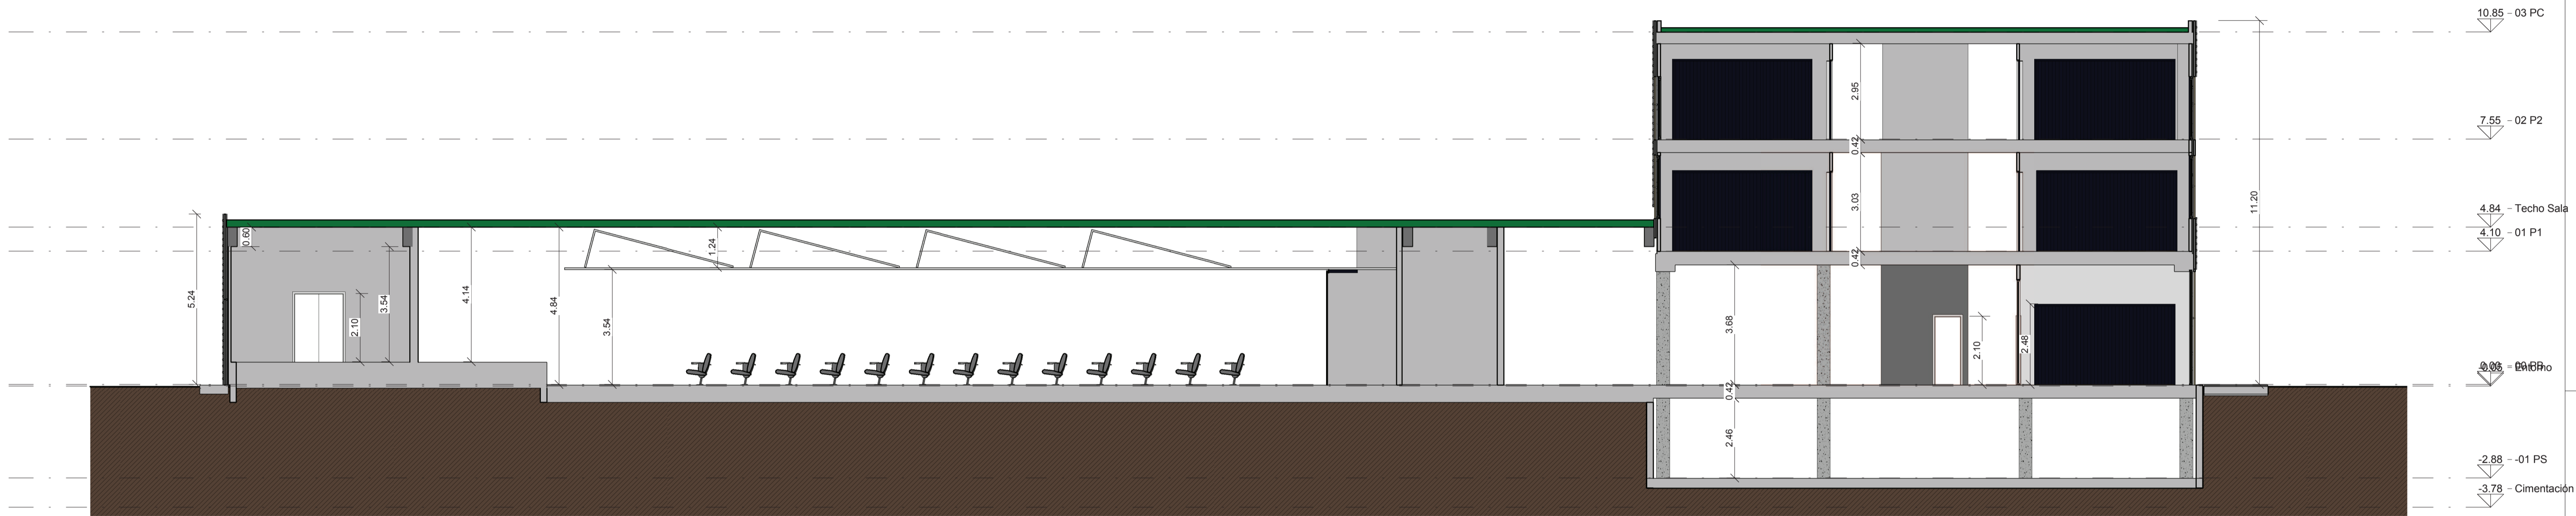 10.85 – 03 PC
7.55 – 02 P2
4.84 – Techo Sala
4.10 – 01 P1
Entorno
-2.88 – -01 PS
-3.78 – Cimentación
5.24
0.60
2.10
3.54
4.14
4.84
3.54
1.24
2.95
0.42
3.03
0.42
3.68
0.42
2.46
2.10
2.48
11.20